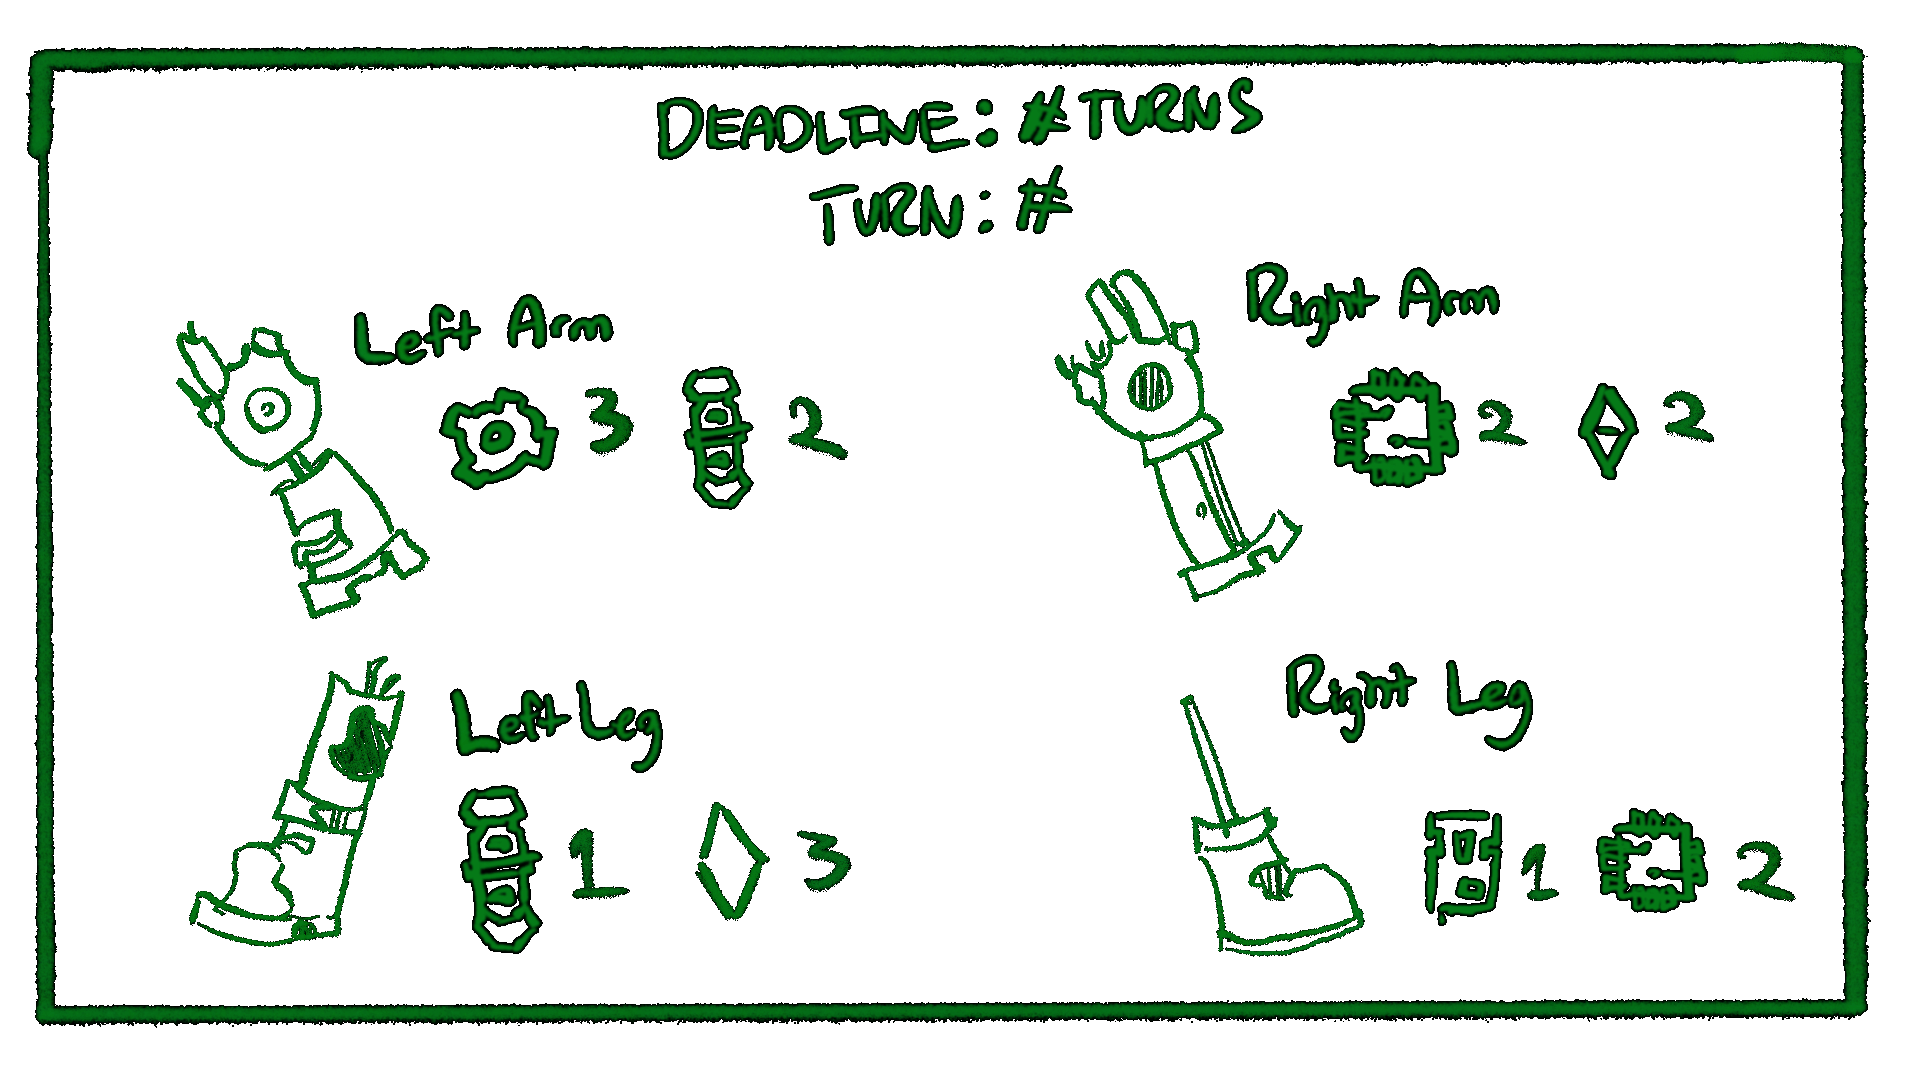 DEADLINE: # TURNS
TURN: #
Left Arm
3 2
Right Arm
2 2
Left Leg
1 3
Right Leg
1 2